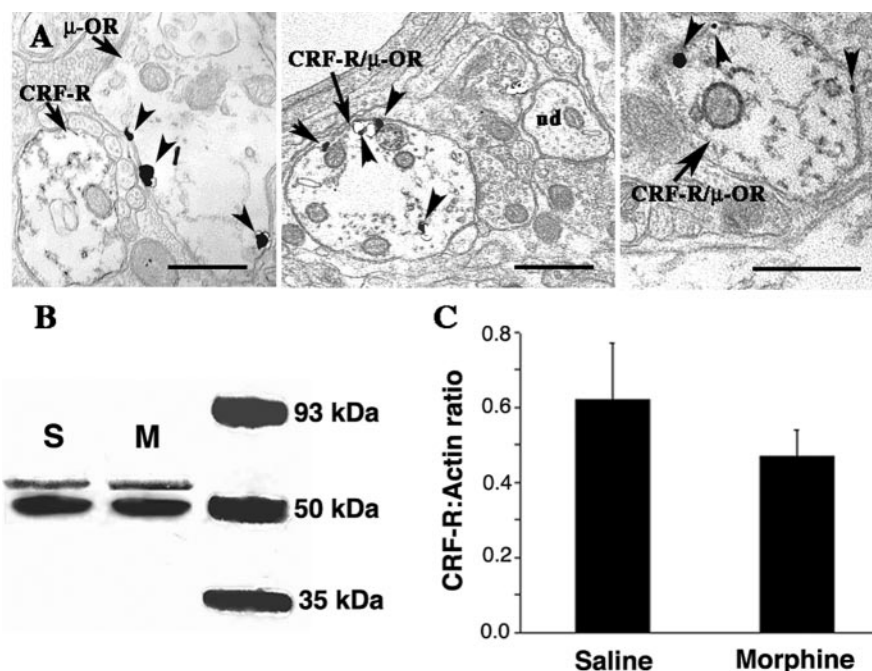 A
μ-OR
CRF-R
CRF-R/μ-OR
nd
CRF-R/μ-OR
B
S
M
93 kDa
50 kDa
35 kDa
C
CRF-R:Actin ratio
0.8
0.6
0.4
0.2
0.0
Saline
Morphine